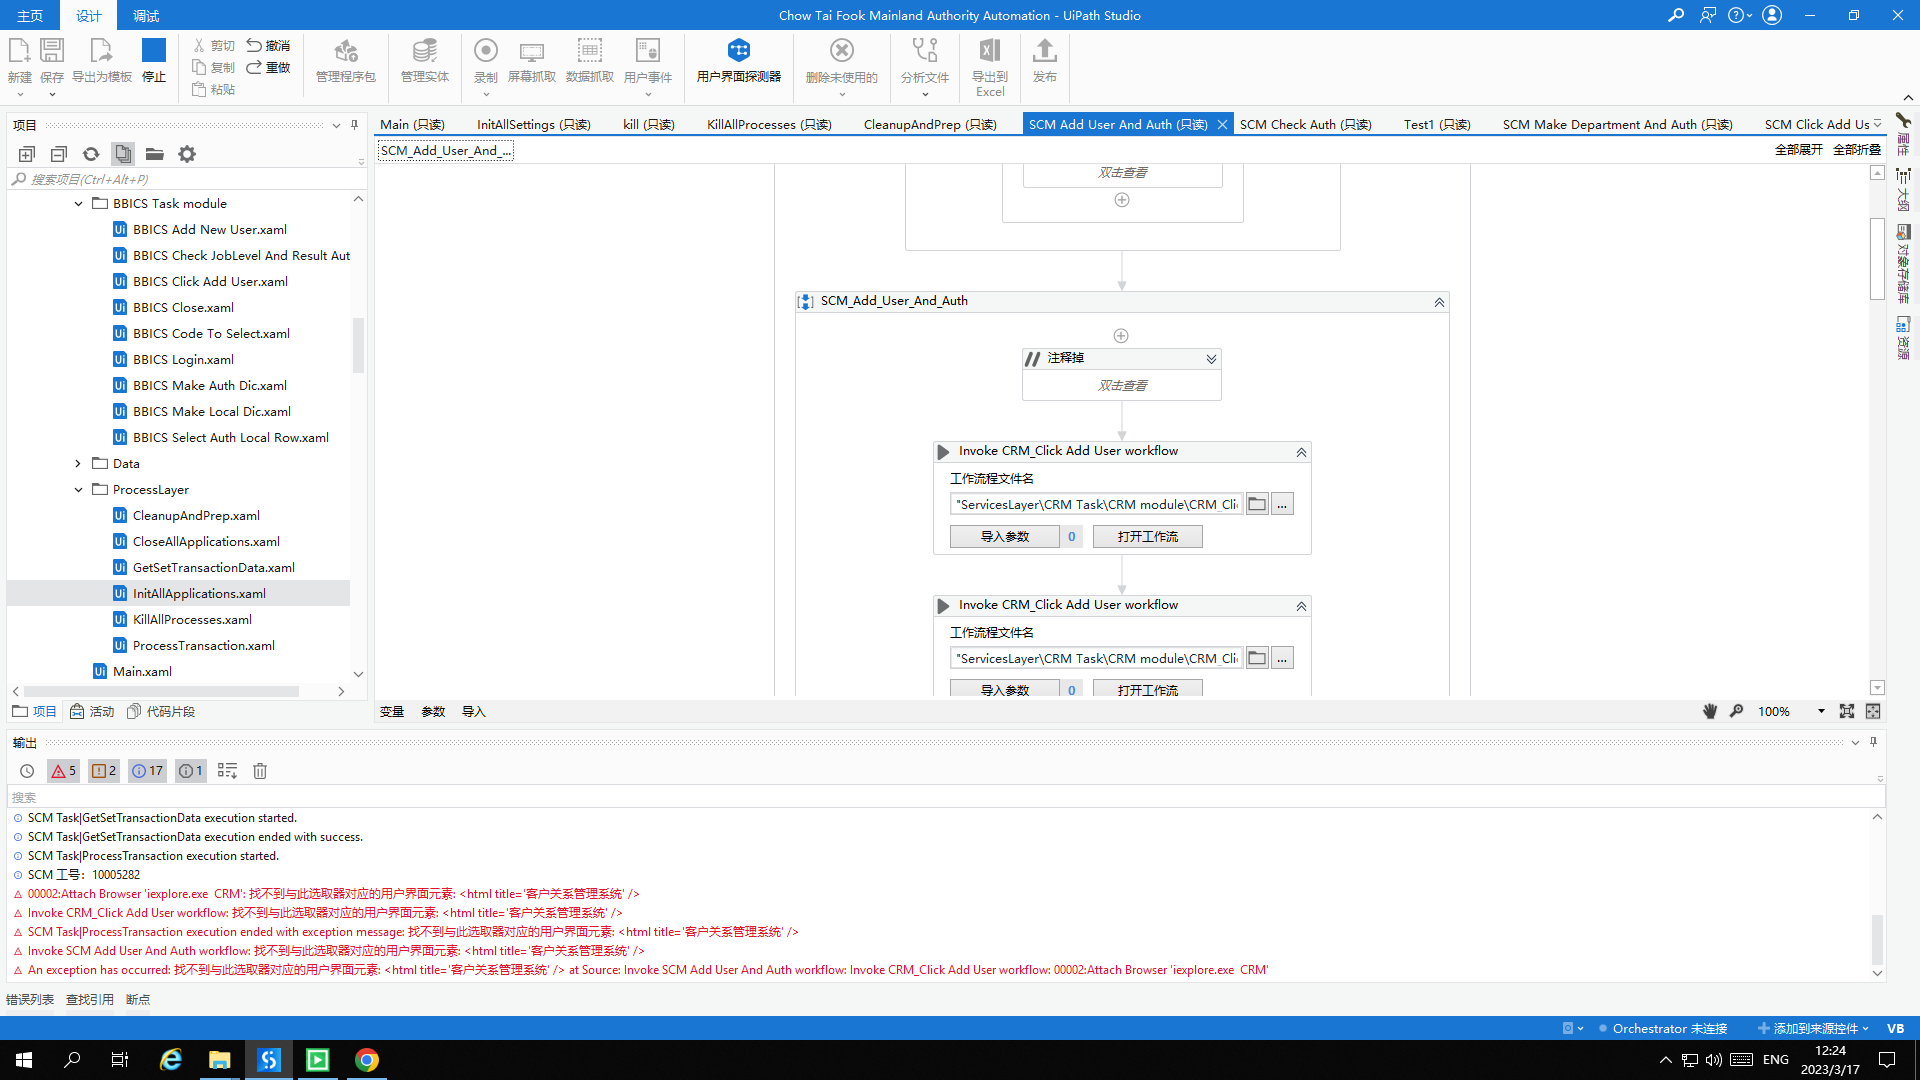 主页 设计 调试 Chow Tai Fook Mainland Authority Automation - UiPath Studio
新建 保存 导出为模板 停止 剪切 复制 粘贴 撤消 重做 管理程序包 管理实体 录制 屏幕抓取 数据抓取 用户事件 用户界面探测器 删除未使用的 分析文件 导出到 Excel 发布
项目
Main (只读) InitAllSettings (只读) kill (只读) KillAllProcesses (只读) CleanupAndPrep (只读) SCM Add User And Auth (只读) SCM Check Auth (只读) Test1 (只读) SCM Make Department And Auth (只读) SCM Click Add Us
SCM_Add_User_And_... 全部展开 全部折叠
搜索项目(Ctrl+Alt+P)
BBICS Task module
BBICS Add New User.xaml
BBICS Check JobLevel And Result Aut
BBICS Click Add User.xaml
BBICS Close.xaml
BBICS Code To Select.xaml
BBICS Login.xaml
BBICS Make Auth Dic.xaml
BBICS Make Local Dic.xaml
BBICS Select Auth Local Row.xaml
Data
ProcessLayer
CleanupAndPrep.xaml
CloseAllApplications.xaml
GetSetTransactionData.xaml
InitAllApplications.xaml
KillAllProcesses.xaml
ProcessTransaction.xaml
Main.xaml
项目 活动 代码片段
双击查看
SCM_Add_User_And_Auth
// 注释掉
双击查看
Invoke CRM_Click Add User workflow
工作流程文件名
"ServicesLayer\CRM Task\CRM module\CRM_Cli ...
导入参数 0 打开工作流
Invoke CRM_Click Add User workflow
工作流程文件名
"ServicesLayer\CRM Task\CRM module\CRM_Cli ...
导入参数 0 打开工作流
变量 参数 导入 100%
属性
大纲
对象存储库
资源
输出
5 2 17 1
搜索
SCM Task|GetSetTransactionData execution started.
SCM Task|GetSetTransactionData execution ended with success.
SCM Task|ProcessTransaction execution started.
SCM 工号：10005282
00002:Attach Browser 'iexplore.exe  CRM': 找不到与此选取器对应的用户界面元素: <html title='客户关系管理系统' />
Invoke CRM_Click Add User workflow: 找不到与此选取器对应的用户界面元素: <html title='客户关系管理系统' />
SCM Task|ProcessTransaction execution ended with exception message: 找不到与此选取器对应的用户界面元素: <html title='客户关系管理系统' />
Invoke SCM Add User And Auth workflow: 找不到与此选取器对应的用户界面元素: <html title='客户关系管理系统' />
An exception has occurred: 找不到与此选取器对应的用户界面元素: <html title='客户关系管理系统' /> at Source: Invoke SCM Add User And Auth workflow: Invoke CRM_Click Add User workflow: 00002:Attach Browser 'iexplore.exe  CRM'
错误列表 查找引用 断点
Orchestrator 未连接 添加到来源控件 VB
ENG 12:24
2023/3/17